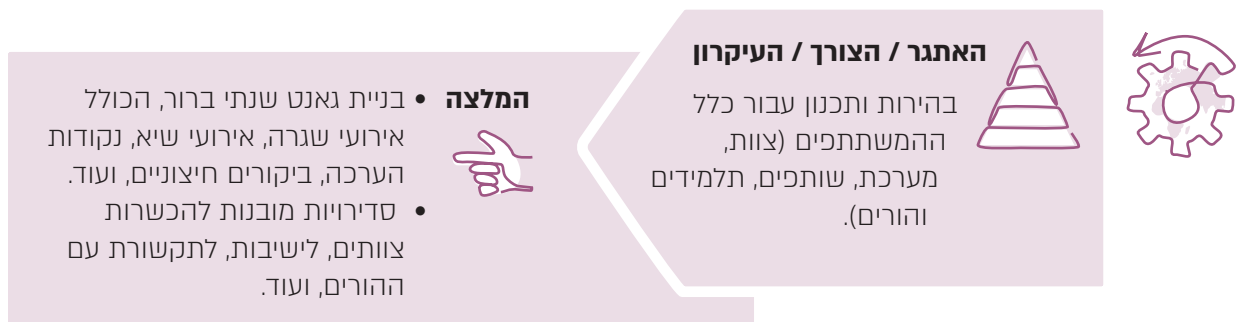 האתגר / הצורך / העיקרון
בהירות ותכנון עבור כלל
ההמשתתפים (צוות,
מערכת, שותפים, תלמידים
והורים).
המלצה
• בניית גאנט שנתי ברור, הכולל
אירועי שגרה, אירועי שיא, נקודות
הערכה, ביקורים חיצוניים, ועוד.
• סדירויות מובנות להכשרות
צוותים, לישיבות, לתקשורת עם
ההורים, ועוד.